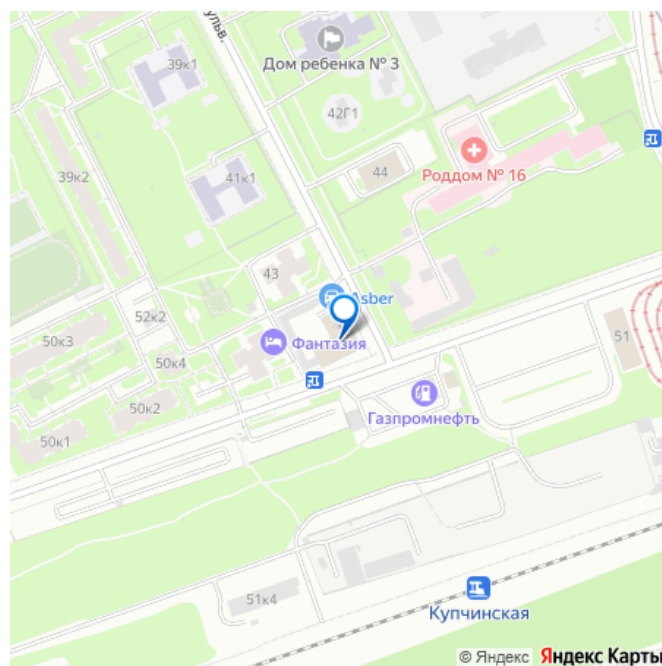 ульв.
39к1
Дом ребенка № 3
42Г1
39к2
41к1
44
Роддом № 16
43
Asber
52к2
50к3
50к4
Фантазия
51
50к2
50к1
Газпромнефть
51к4
Купчинская
© Яндекс Яндекс Карты